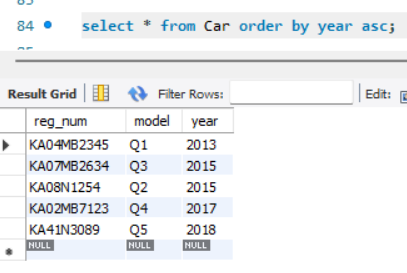 84 select * from Car order by year asc;
Result Grid Filter Rows: Edit:
reg_num model year
KA04MB2345 Q1 2013
KA07MB2634 Q3 2015
KA08N1254 Q2 2015
KA02MB7123 Q4 2017
KA41N3089 Q5 2018
NULL NULL NULL